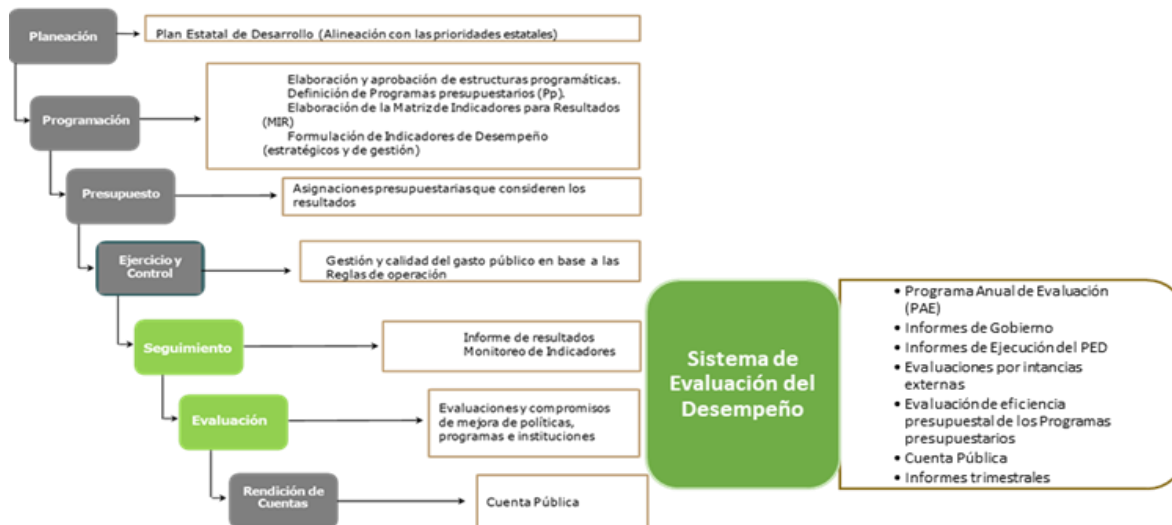 Planeación
Plan Estatal de Desarrollo (Alineación con las prioridades estatales)
Programación
Elaboración y aprobación de estructuras programáticas.
Definición de Programas presupuestarios (Pp).
Elaboración de la Matriz de Indicadores para Resultados
(MIR)
Formulación de Indicadores de Desempeño
(estratégicos y de gestión)
Presupuesto
Asignaciones presupuestarias que consideren los
resultados
Ejercicio y
Control
Gestión y calidad del gasto público en base a las
Reglas de operación
Seguimiento
Informe de resultados
Monitoreo de Indicadores
Evaluación
Evaluaciones y compromisos
de mejora de políticas,
programas e instituciones
Rendición de
Cuentas
Cuenta Pública
Sistema de
Evaluación del
Desempeño
• Programa Anual de Evaluación
(PAE)
• Informes de Gobierno
• Informes de Ejecución del PED
• Evaluaciones por intancias
externas
• Evaluación de eficiencia
presupuestal de los Programas
presupuestarios
• Cuenta Pública
• Informes trimestrales